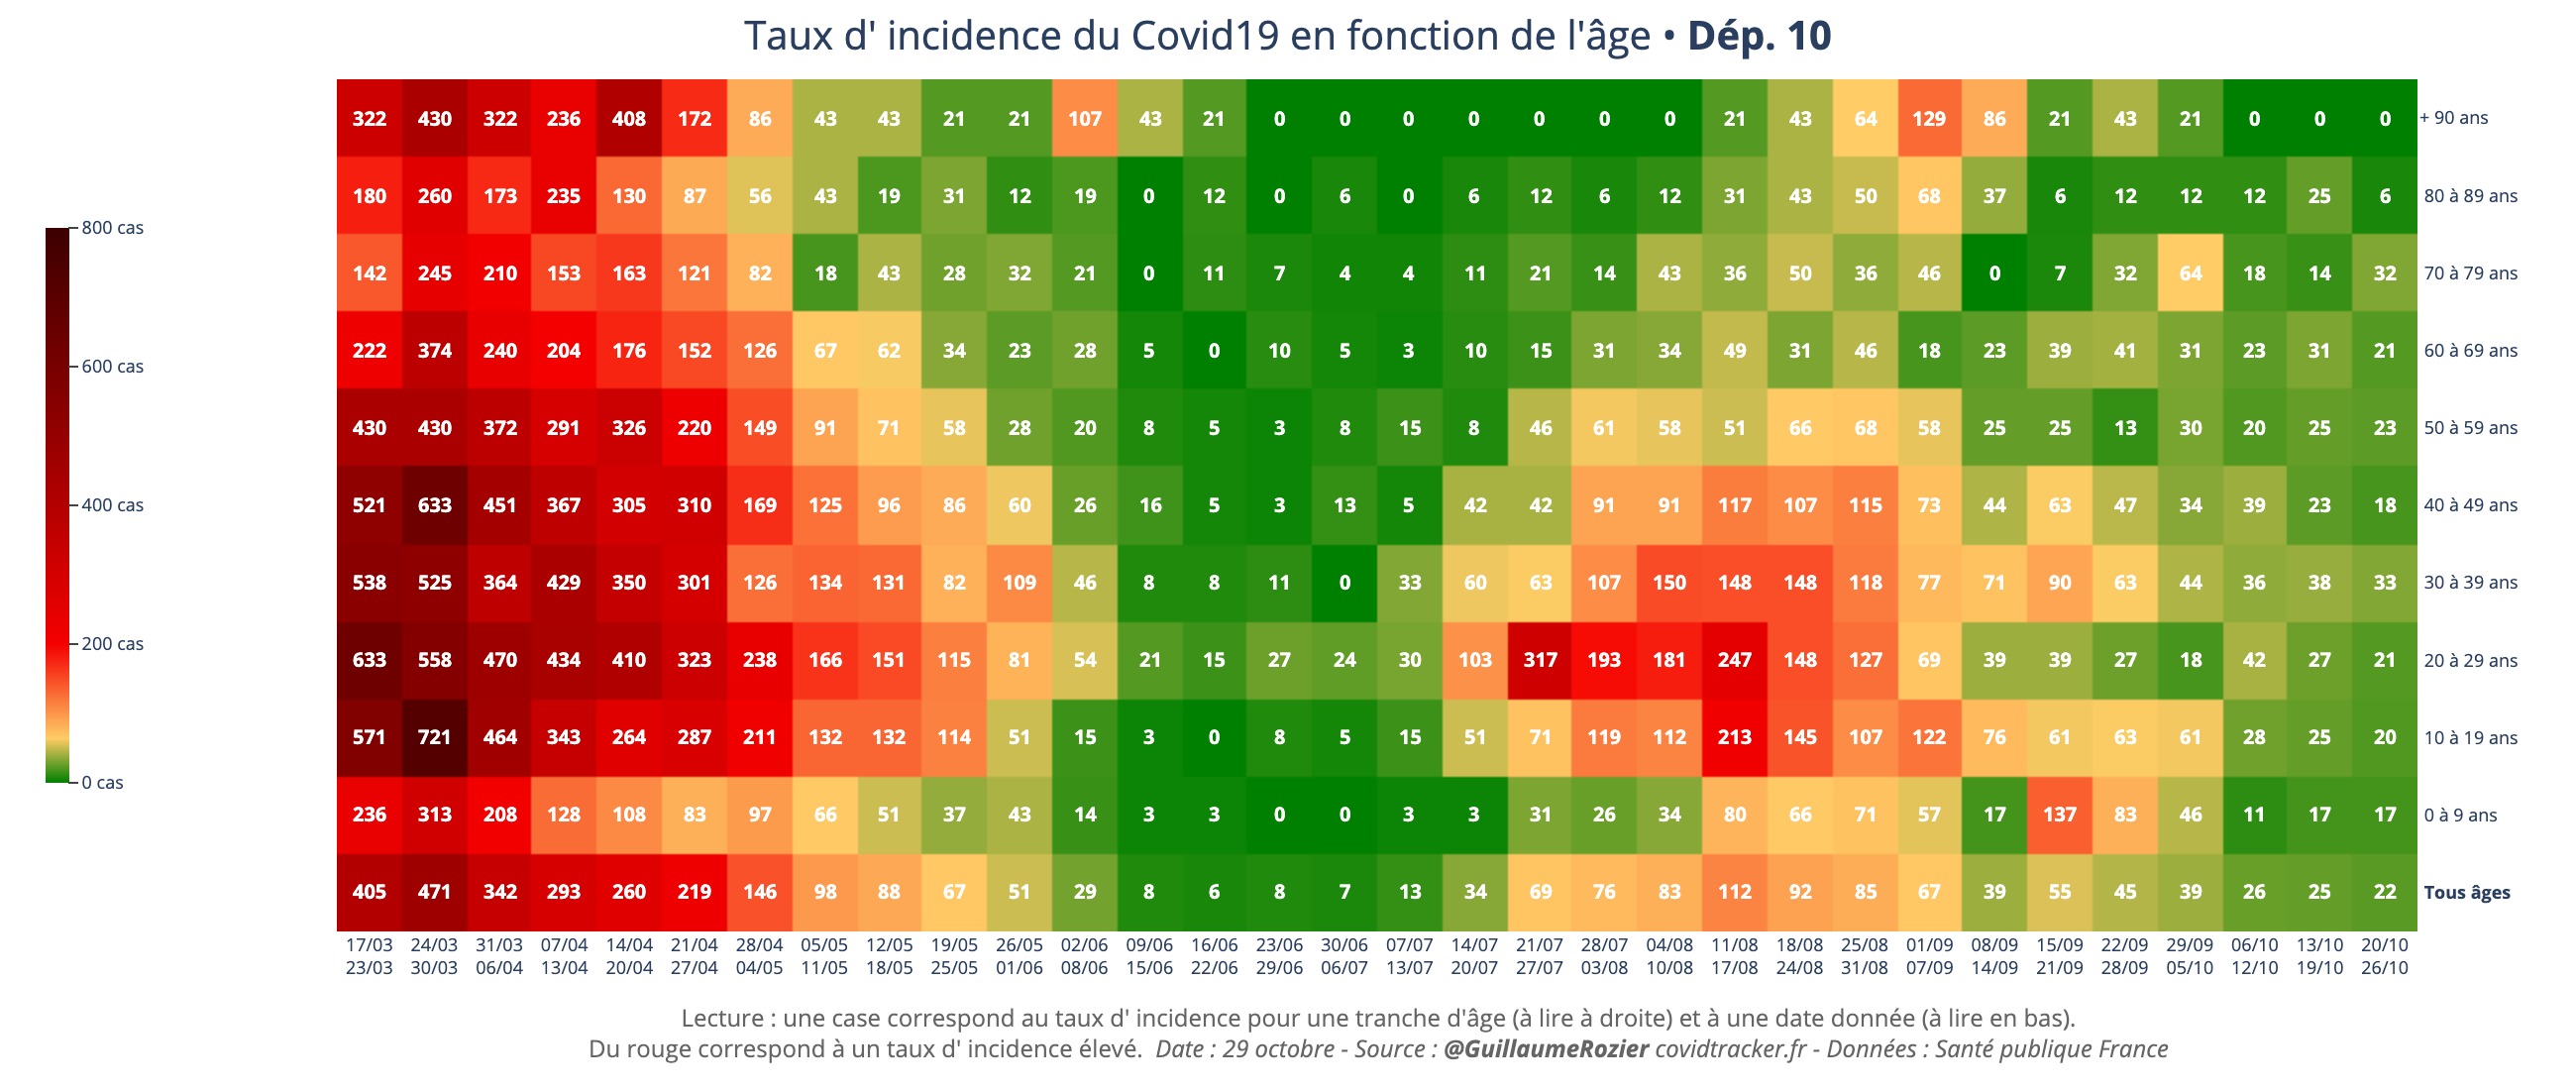 Taux d' incidence du Covid19 en fonction de l'âge • Dép. 10
800 cas
600 cas
400 cas
200 cas
0 cas
322 430 322 236 408 172 86 43 43 21 21 107 43 21 0 0 0 0 0 0 0 21 43 64 129 86 21 43 21 0 0 0 + 90 ans
180 260 173 235 130 87 56 43 19 31 12 19 0 12 0 6 0 6 12 6 12 31 43 50 68 37 6 12 12 12 25 6 80 à 89 ans
142 245 210 153 163 121 82 18 43 28 32 21 0 11 7 4 4 11 21 14 43 36 50 36 46 0 7 32 64 18 14 32 70 à 79 ans
222 374 240 204 176 152 126 67 62 34 23 28 5 0 10 5 3 10 15 31 34 49 31 46 18 23 39 41 31 23 31 21 60 à 69 ans
430 430 372 291 326 220 149 91 71 58 28 20 8 5 3 8 15 8 46 61 58 51 66 68 58 25 25 13 30 20 25 23 50 à 59 ans
521 633 451 367 305 310 169 125 96 86 60 26 16 5 3 13 5 42 42 91 91 117 107 115 73 44 63 47 34 39 23 18 40 à 49 ans
538 525 364 429 350 301 126 134 131 82 109 46 8 8 11 0 33 60 63 107 150 148 148 118 77 71 90 63 44 36 38 33 30 à 39 ans
633 558 470 434 410 323 238 166 151 115 81 54 21 15 27 24 30 103 317 193 181 247 148 127 69 39 39 27 18 42 27 21 20 à 29 ans
571 721 464 343 264 287 211 132 132 114 51 15 3 0 8 5 15 51 71 119 112 213 145 107 122 76 61 63 61 28 25 20 10 à 19 ans
236 313 208 128 108 83 97 66 51 37 43 14 3 3 0 0 3 3 31 26 34 80 66 71 57 17 137 83 46 11 17 17 0 à 9 ans
405 471 342 293 260 219 146 98 88 67 51 29 8 6 8 7 13 34 69 76 83 112 92 85 67 39 55 45 39 26 25 22 Tous âges
17/03 24/03 31/03 07/04 14/04 21/04 28/04 05/05 12/05 19/05 26/05 02/06 09/06 16/06 23/06 30/06 07/07 14/07 21/07 28/07 04/08 11/08 18/08 25/08 01/09 08/09 15/09 22/09 29/09 06/10 13/10 20/10
23/03 30/03 06/04 13/04 20/04 27/04 04/05 11/05 18/05 25/05 01/06 08/06 15/06 22/06 29/06 06/07 13/07 20/07 27/07 03/08 10/08 17/08 24/08 31/08 07/09 14/09 21/09 28/09 05/10 12/10 19/10 26/10
Lecture : une case correspond au taux d' incidence pour une tranche d'âge (à lire à droite) et à une date donnée (à lire en bas).
Du rouge correspond à un taux d' incidence élevé. Date : 29 octobre - Source : @GuillaumeRozier covidtracker.fr - Données : Santé publique France